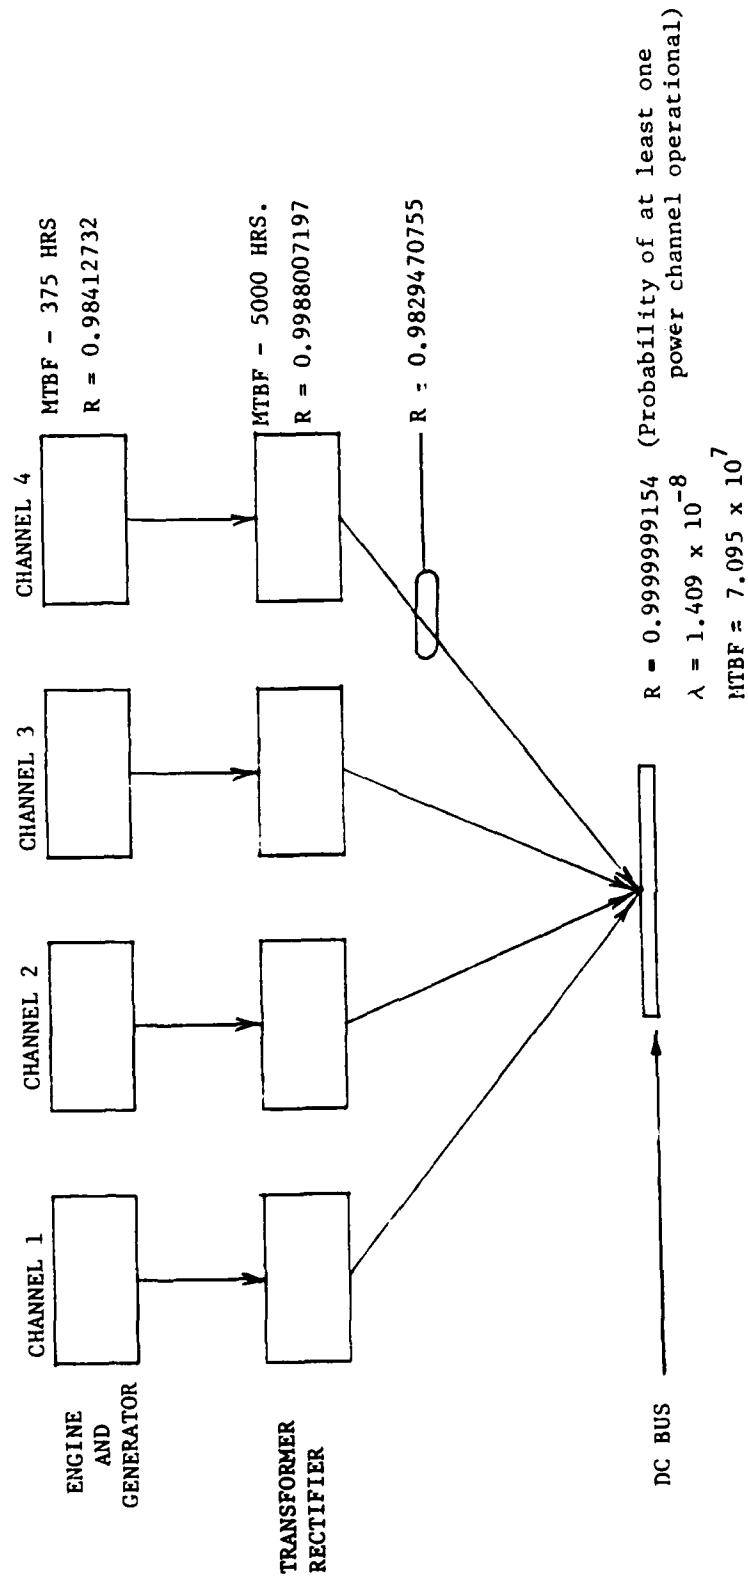 CHANNEL 1
CHANNEL 2
CHANNEL 3
CHANNEL 4
ENGINE
AND
GENERATOR
MTBF - 375 HRS
R = 0.98412732
TRANSFORMER
RECTIFIER
MTBF - 5000 HRS.
R = 0.9988007197
R = 0.9829470755
DC BUS
R = 0.9999999154 (Probability of at least one
power channel operational)
λ = 1.409 x 10⁻⁸
MTBF = 7.095 x 10⁷